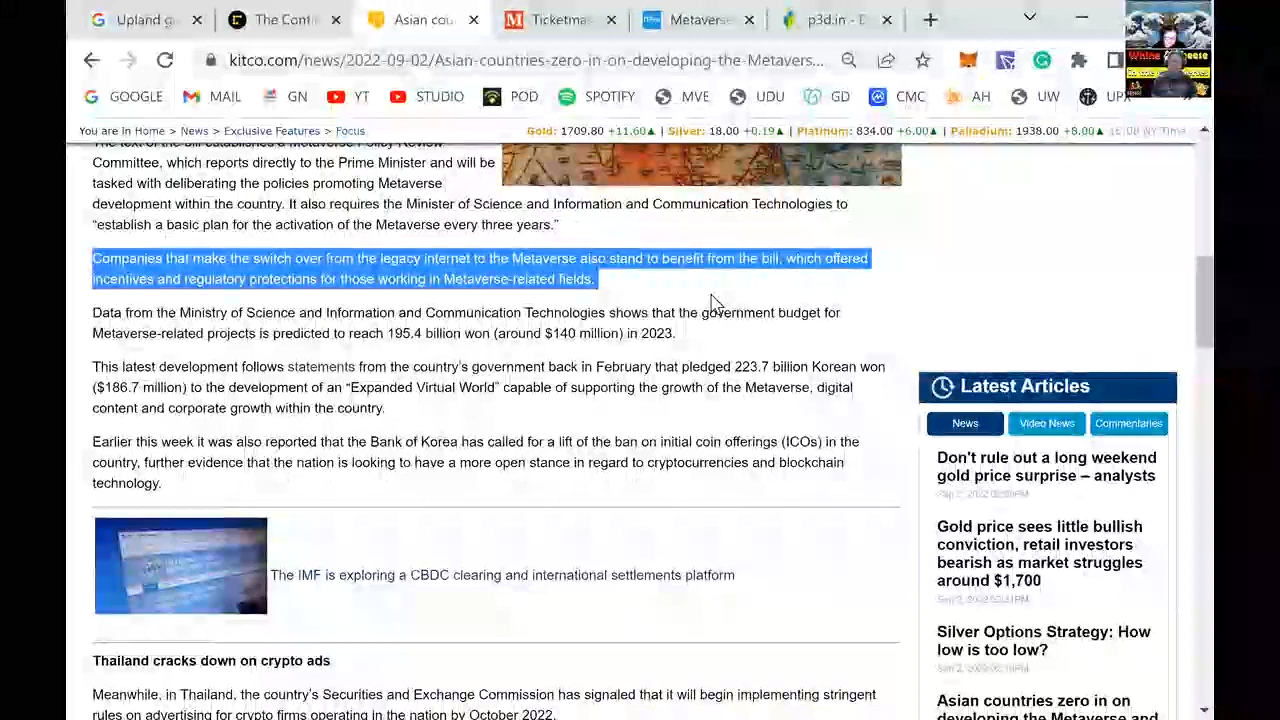 Upland g
The Conf
Asian cou
Ticketmas
Metaverse
p3d.in - D
kitco.com/news/2022-09-02/Asian-countries-zero-in-on-developing-the-Metavers...
GOOGLE
MAIL
GN
YT
STUDIO
POD
SPOTIFY
MVE
UDU
GD
CMC
AH
UW
UPX
You are in Home > News > Exclusive Features > Focus
Gold: 1709.80 +11.60▲ | Silver: 18.00 +0.19▲ | Platinum: 834.00 +6.00▲ | Palladium: 1938.00 +8.00▲ 16:00 NY Time
The text of the bill establishes a Metaverse Policy Review
Committee, which reports directly to the Prime Minister and will be
tasked with deliberating the policies promoting Metaverse
development within the country. It also requires the Minister of Science and Information and Communication Technologies to
“establish a basic plan for the activation of the Metaverse every three years.”
Companies that make the switch over from the legacy internet to the Metaverse also stand to benefit from the bill, which offered
incentives and regulatory protections for those working in Metaverse-related fields.
Data from the Ministry of Science and Information and Communication Technologies shows that the government budget for
Metaverse-related projects is predicted to reach 195.4 billion won (around $140 million) in 2023.
This latest development follows statements from the country’s government back in February that pledged 223.7 billion Korean won
($186.7 million) to the development of an “Expanded Virtual World” capable of supporting the growth of the Metaverse, digital
content and corporate growth within the country.
Earlier this week it was also reported that the Bank of Korea has called for a lift of the ban on initial coin offerings (ICOs) in the
country, further evidence that the nation is looking to have a more open stance in regard to cryptocurrencies and blockchain
technology.
The IMF is exploring a CBDC clearing and international settlements platform
Thailand cracks down on crypto ads
Meanwhile, in Thailand, the country’s Securities and Exchange Commission has signaled that it will begin implementing stringent
rules on advertising for crypto firms operating in the nation by October 2022.
Latest Articles
News
Video News
Commentaries
Don't rule out a long weekend
gold price surprise – analysts
Gold price sees little bullish
conviction, retail investors
bearish as market struggles
around $1,700
Silver Options Strategy: How
low is too low?
Asian countries zero in on
developing the Metaverse and